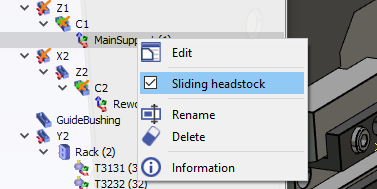 Z1
C1
MainSupport (1)
X2
Z2
C2
GuideBushing
Y2
Rack (2)
T3131 (3
T3232 (32)
Edit
Sliding headstock
Rename
Delete
Information